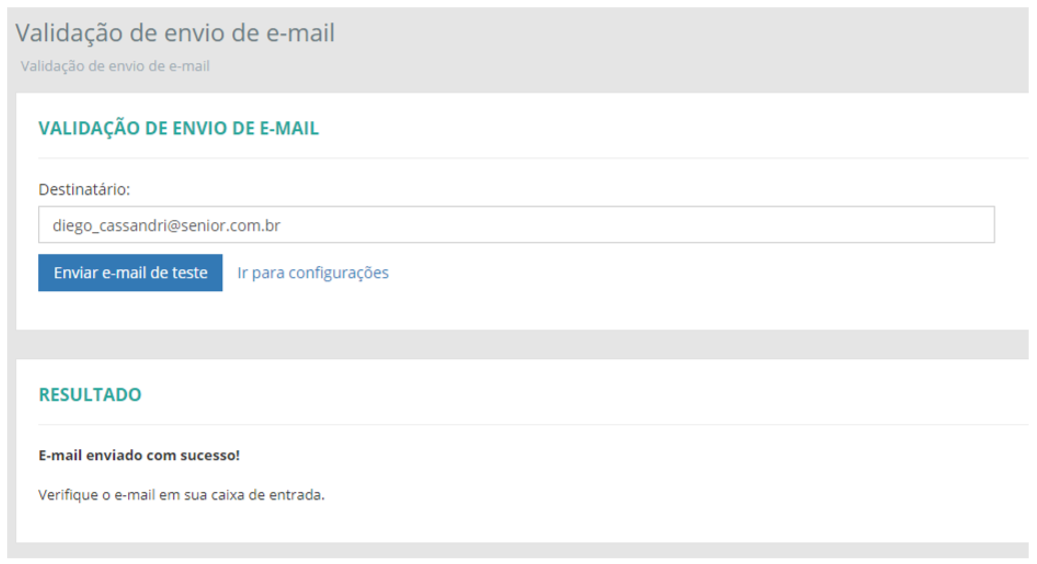 Validação de envio de e-mail
Validação de envio de e-mail
VALIDAÇÃO DE ENVIO DE E-MAIL
Destinatário:
diego_cassandri@senior.com.br
Enviar e-mail de teste Ir para configurações
RESULTADO
E-mail enviado com sucesso!
Verifique o e-mail em sua caixa de entrada.